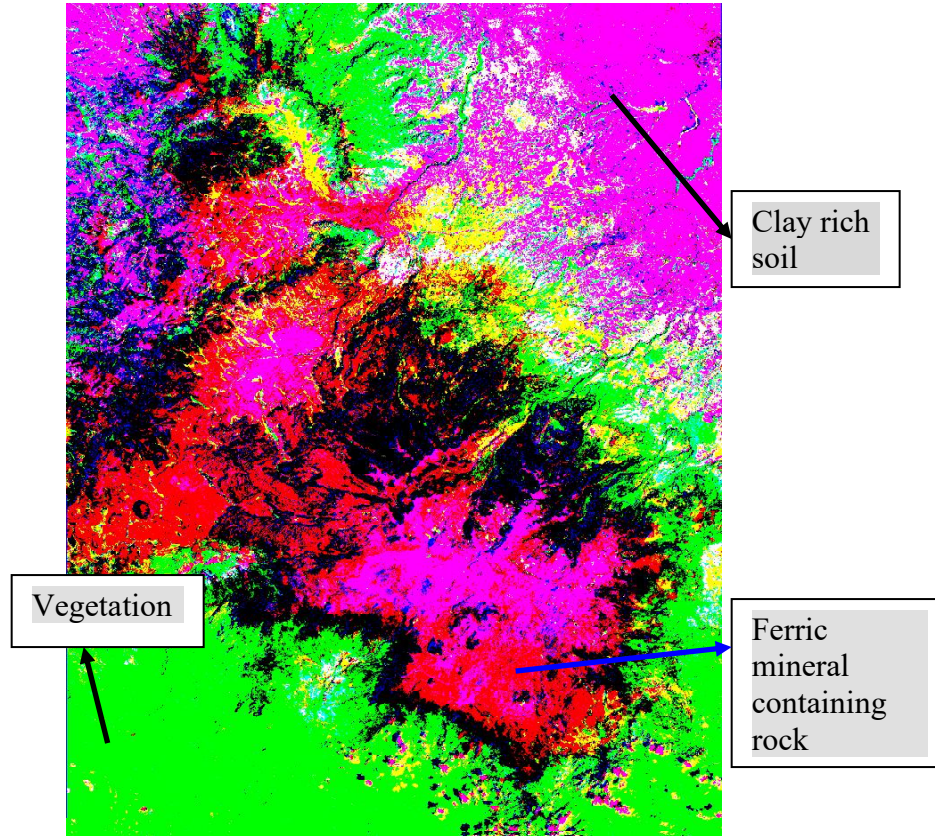 Clay rich
soil
Vegetation
Ferric
mineral
containing
rock